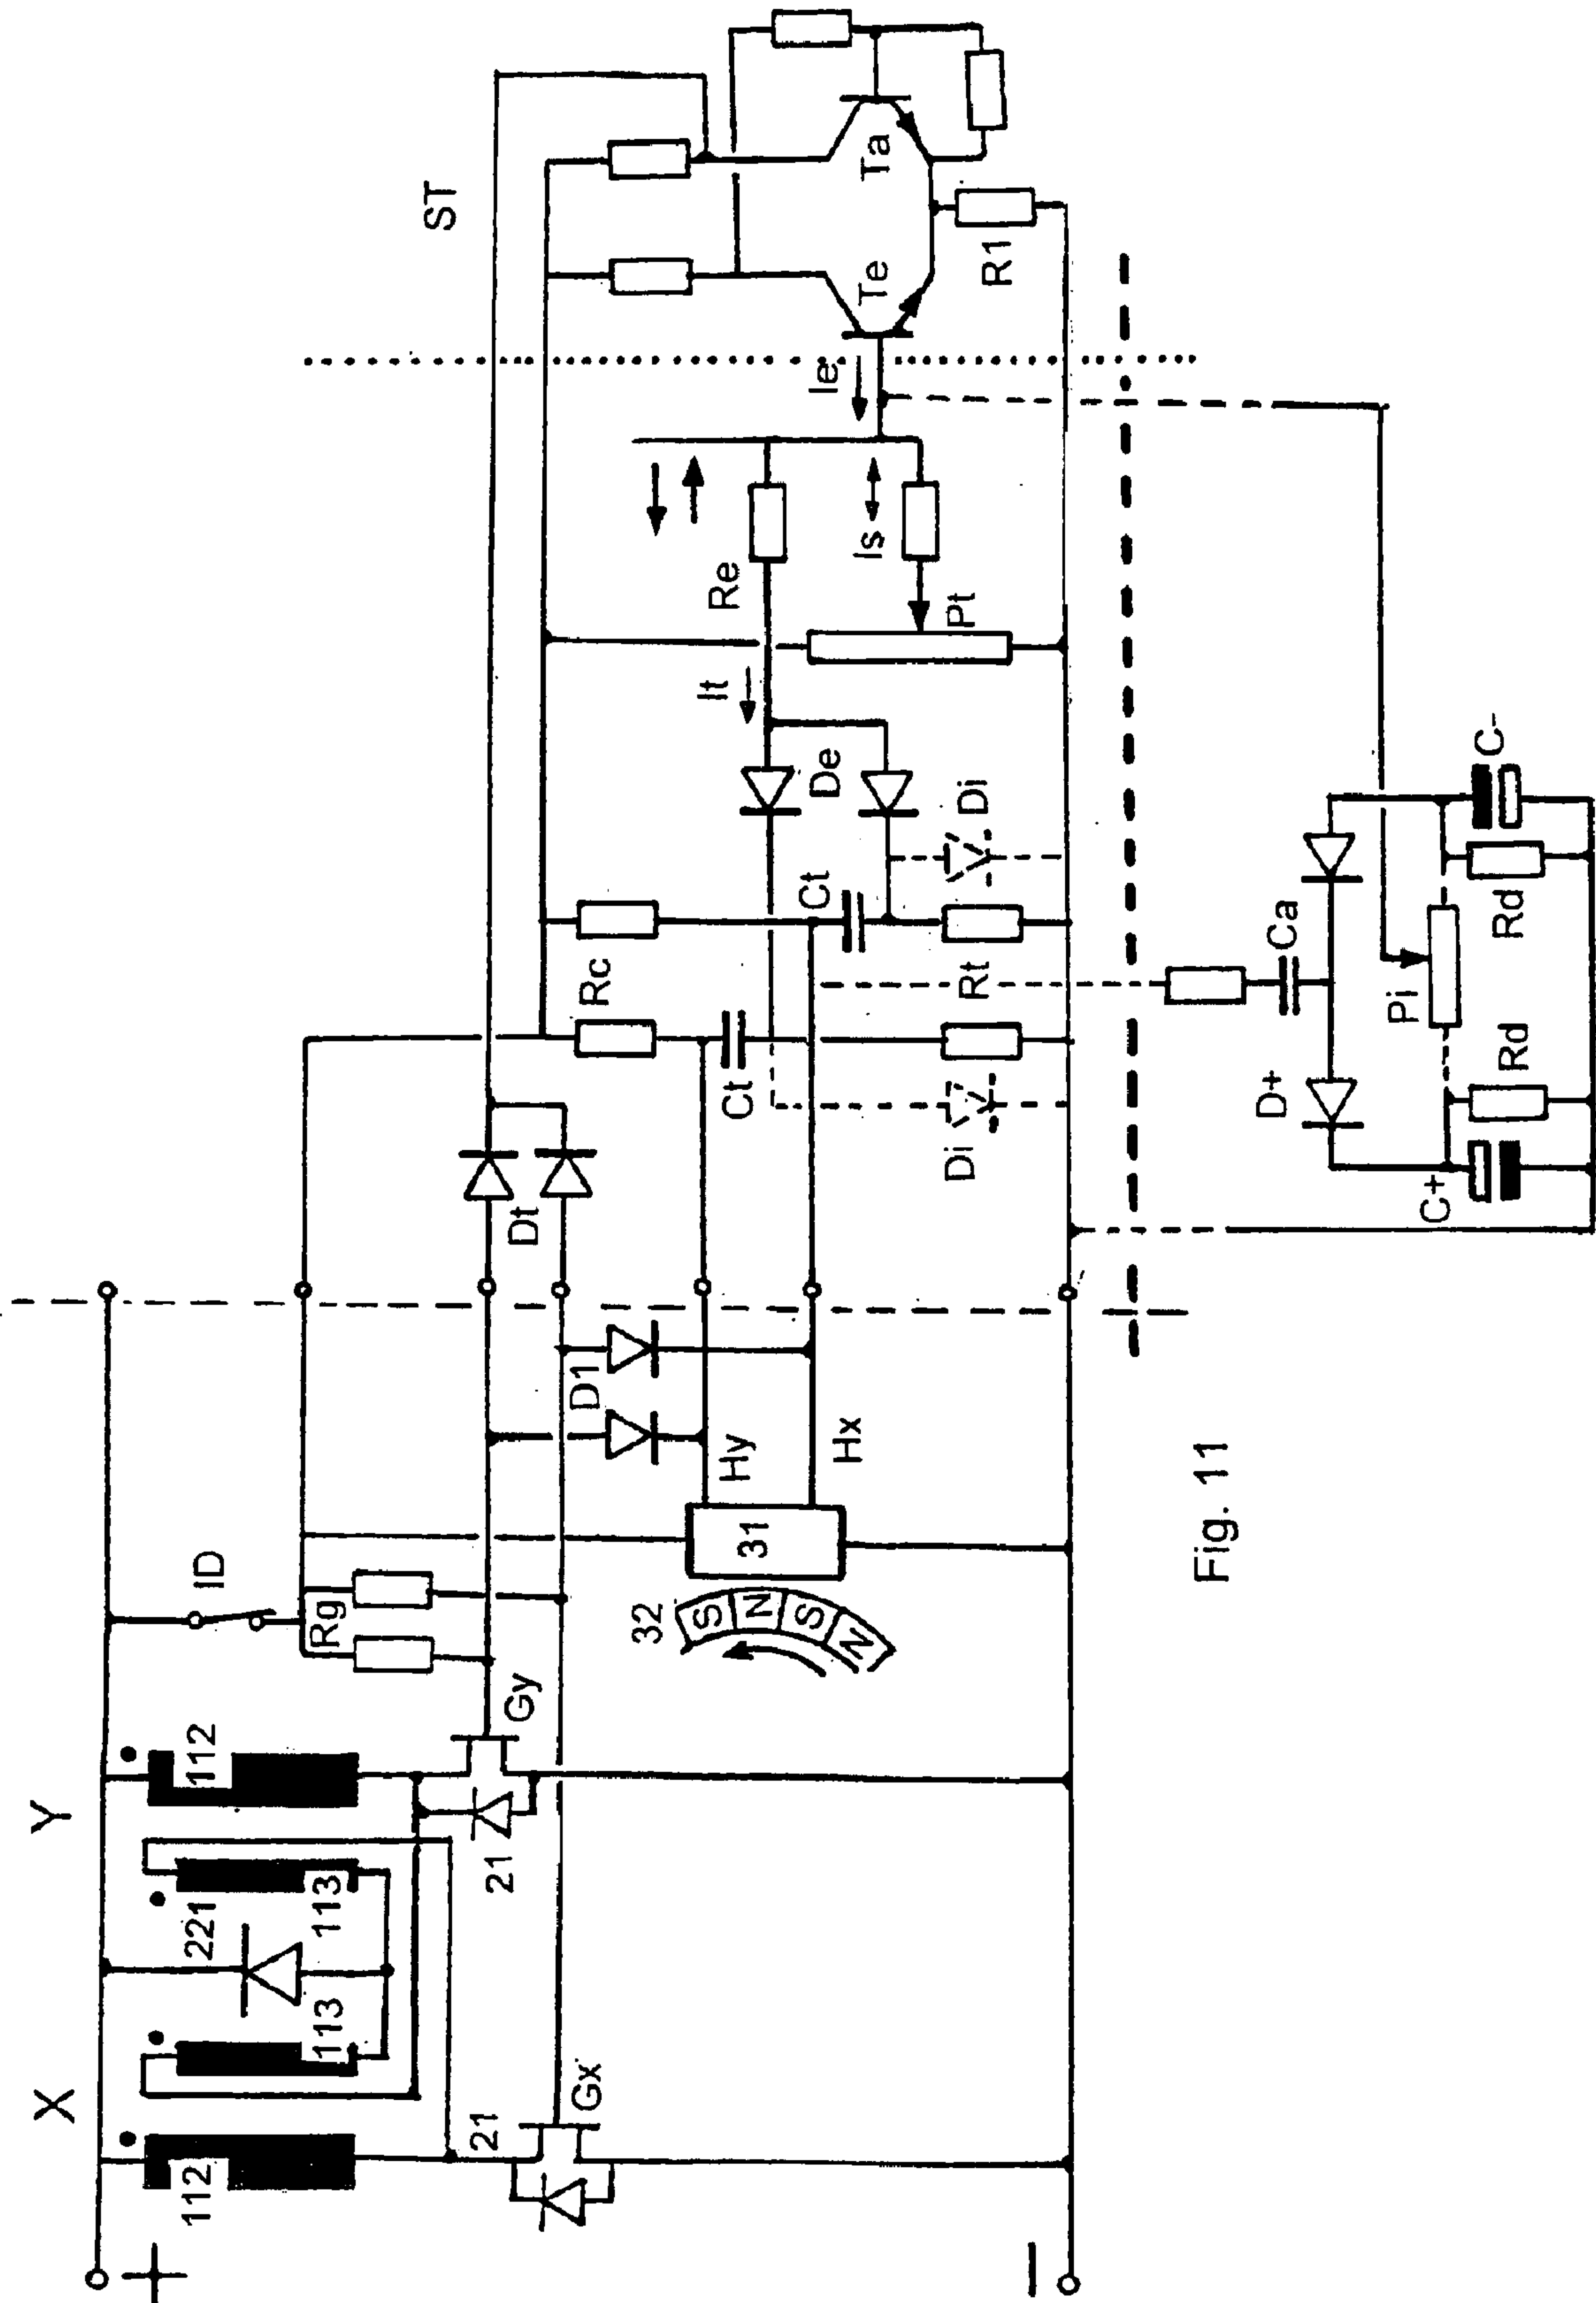 X
Y
ST
112
113
221
113
112
21
21
Gx
Gy
ID
Rg
32
S
N
S
N
31
D1
Hy
Hx
Dt
Rc
Ct
Ct
Di
Rt
Di
De
It
Re
Pt
Is
Ie
Te
Ta
R1
+
−
Ca
D+
Pi
C+
Rd
Rd
C-
Fig. 11